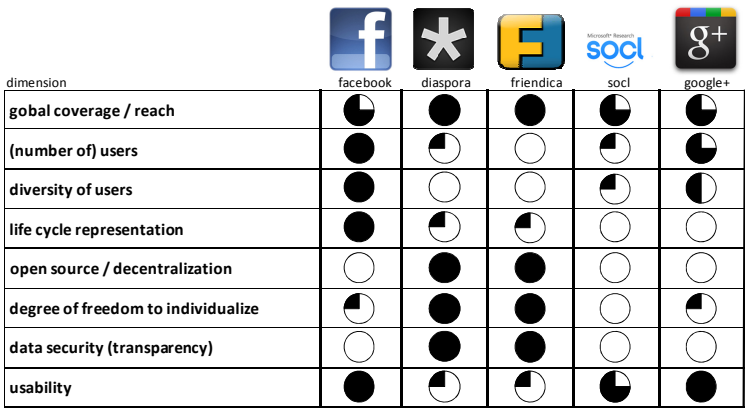 f
F
Microsoft® Research
socl
g+
dimension facebook diaspora friendica socl google+
gobal coverage / reach
(number of) users
diversity of users
life cycle representation
open source / decentralization
degree of freedom to individualize
data security (transparency)
usability